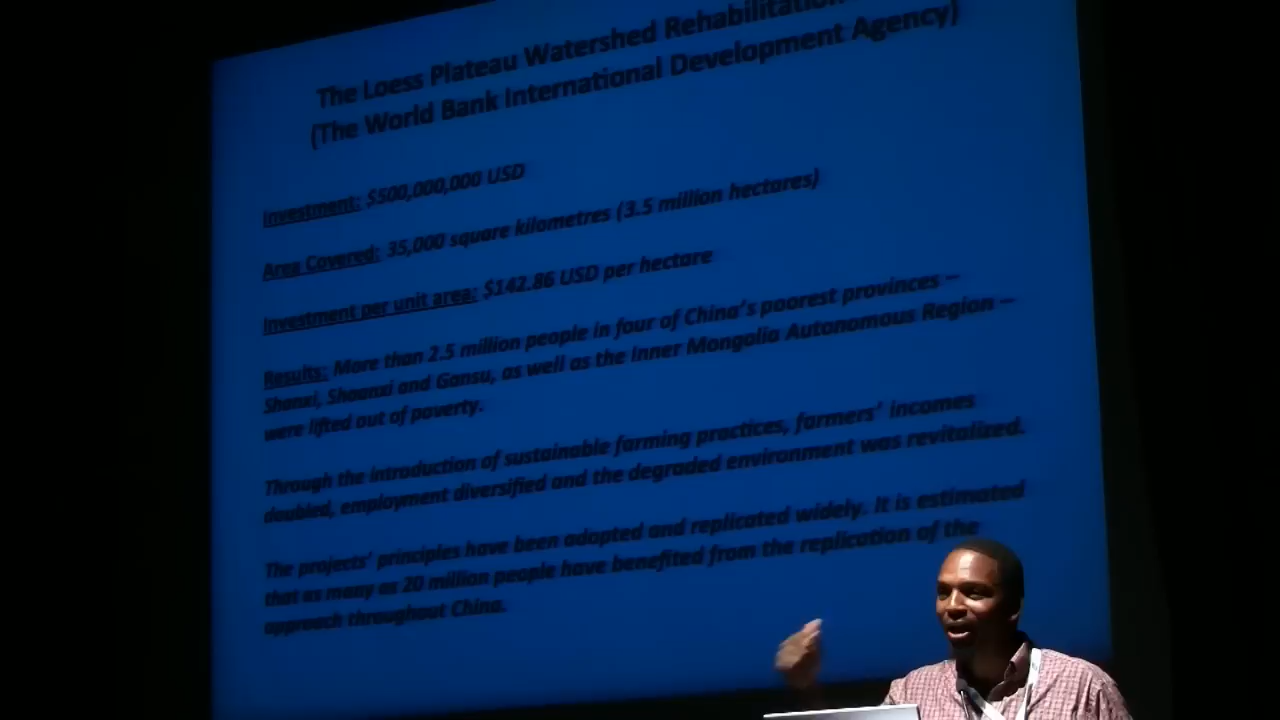 The Loess Plateau Watershed Rehabilitation
(The World Bank International Development Agency)
Investment: $500,000,000 USD
Area Covered: 35,000 square kilometres (3.5 million hectares)
Investment per unit area: $142.86 USD per hectare
Results: More than 2.5 million people in four of China's poorest provinces –
Shanxi, Shaanxi and Gansu, as well as the Inner Mongolia Autonomous Region –
were lifted out of poverty.
Through the introduction of sustainable farming practices, farmers' incomes
doubled, employment diversified and the degraded environment was revitalized.
The projects' principles have been adopted and replicated widely. It is estimated
that as many as 20 million people have benefited from the replication of the
approach throughout China.